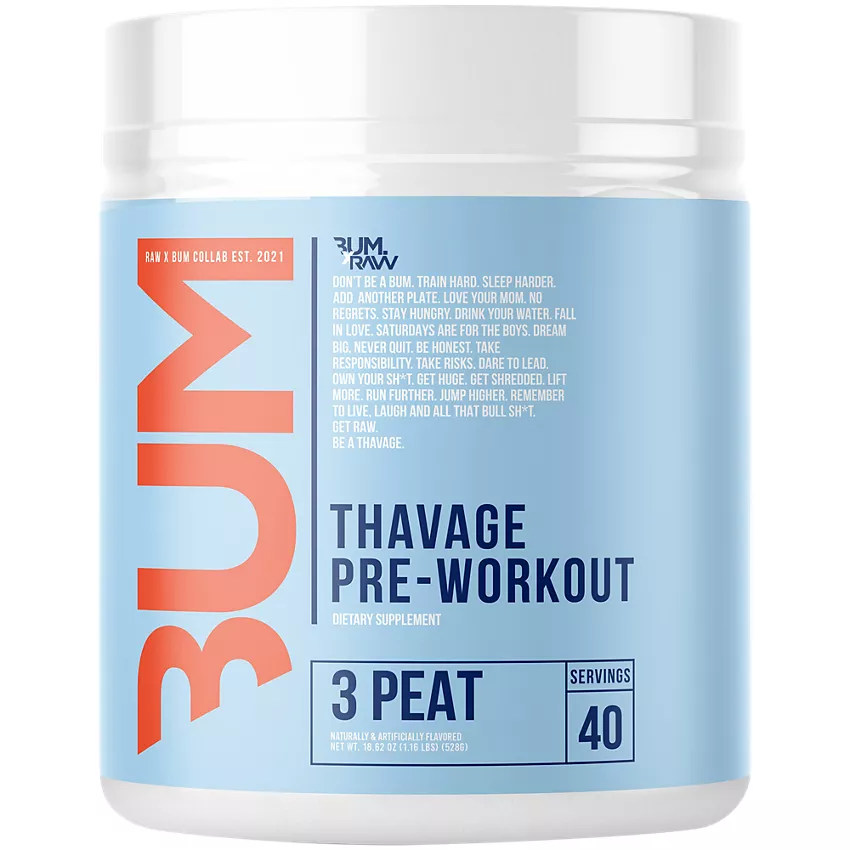 RAW X BUM COLLAB EST. 2021
BUM
BUM.
X RAW
DON'T BE A BUM. TRAIN HARD. SLEEP HARDER.
ADD ANOTHER PLATE. LOVE YOUR MOM. NO
REGRETS. STAY HUNGRY. DRINK YOUR WATER. FALL
IN LOVE. SATURDAYS ARE FOR THE BOYS. DREAM
BIG. NEVER QUIT. BE HONEST. TAKE
RESPONSIBILITY. TAKE RISKS. DARE TO LEAD.
OWN YOUR SH*T. GET HUGE. GET SHREDDED. LIFT
MORE. RUN FURTHER. JUMP HIGHER. REMEMBER
TO LIVE, LAUGH AND ALL THAT BULL SH*T.
GET RAW.
BE A THAVAGE.
THAVAGE
PRE-WORKOUT
DIETARY SUPPLEMENT
3 PEAT
NATURALLY & ARTIFICIALLY FLAVORED
NET WT. 18.62 OZ (1.16 LBS) (528G)
SERVINGS
40